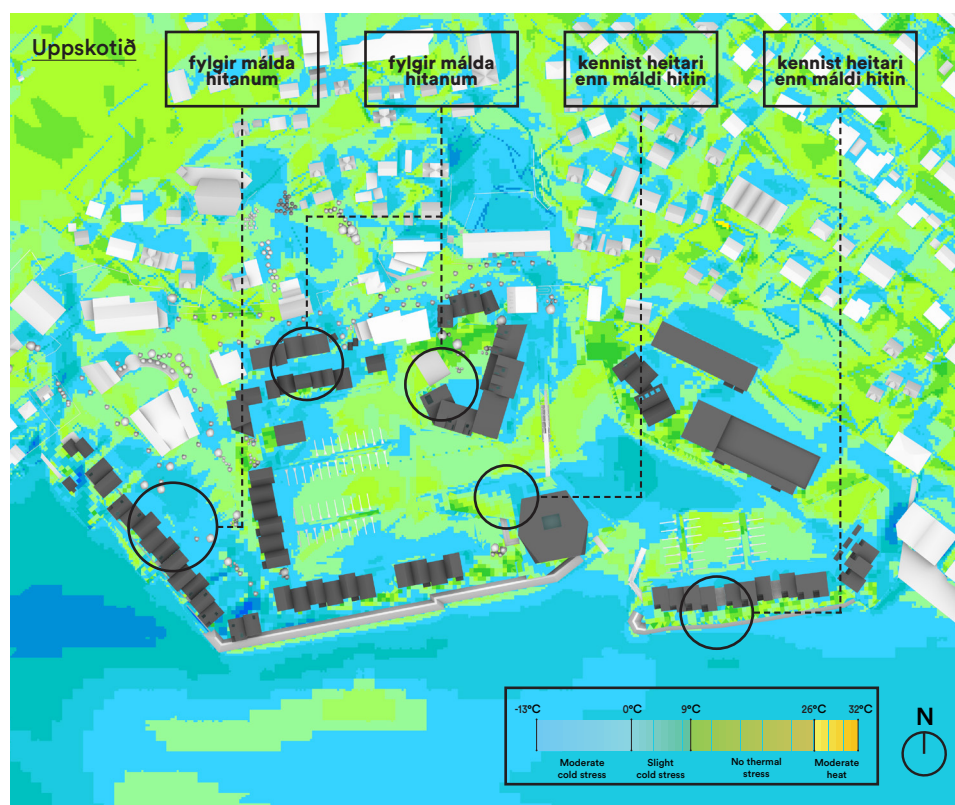 Uppskotið
fylgir málda
hitanum
fylgir málda
hitanum
kennist heitari
enn máldi hitin
kennist heitari
enn máldi hitin
-13°C 0°C 9°C 26°C 32°C
Moderate
cold stress
Slight
cold stress
No thermal
stress
Moderate
heat
N